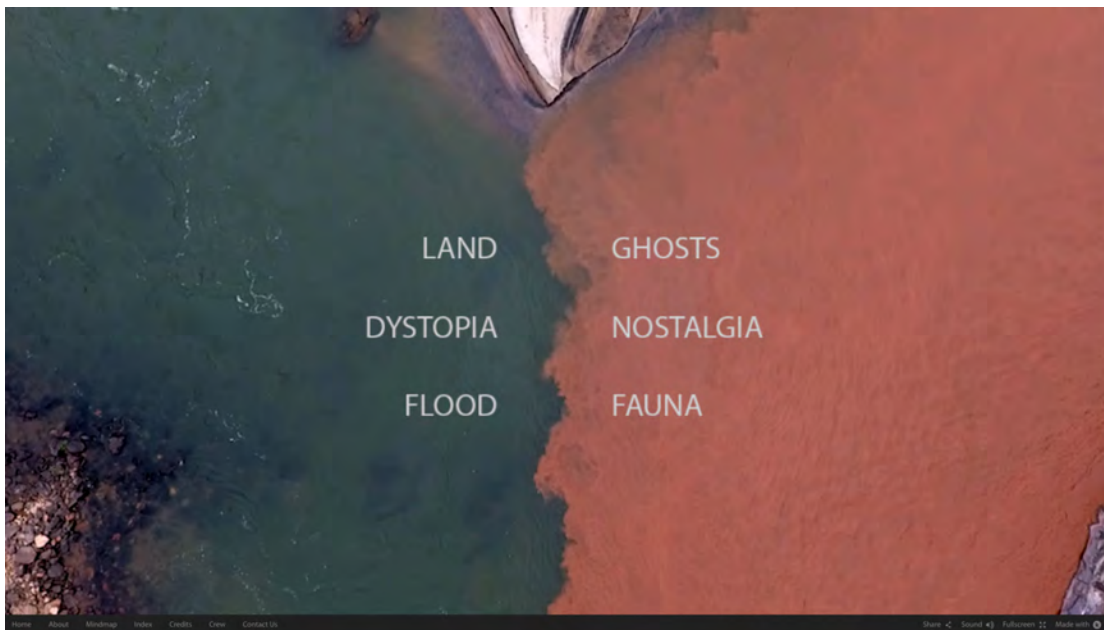 LAND GHOSTS
DYSTOPIA NOSTALGIA
FLOOD FAUNA
Home About Mindmap Index Credits Crew Contact Us Share Sound Fullscreen Made with